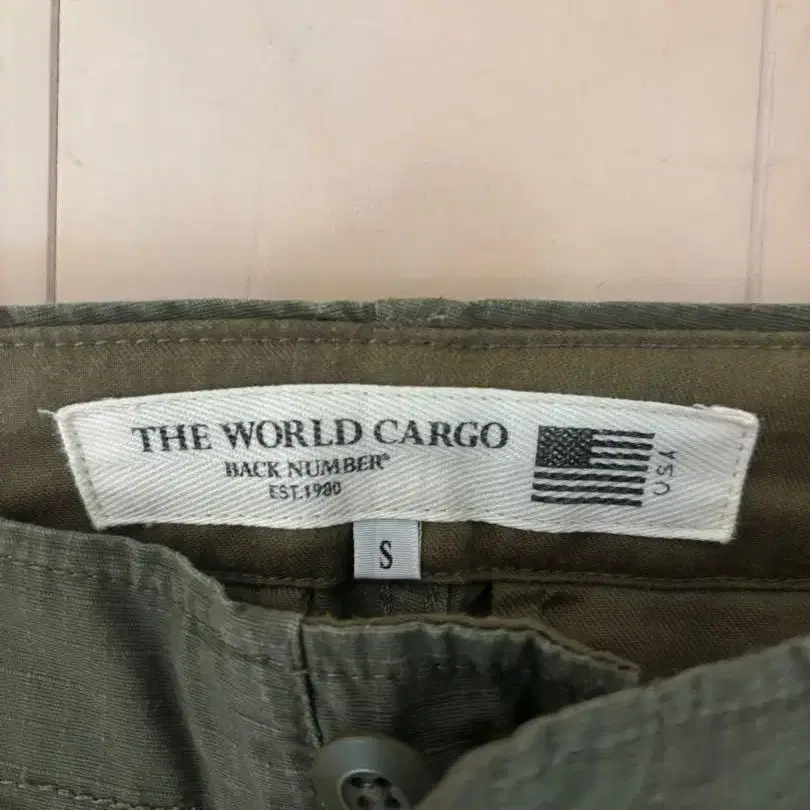 THE WORLD CARGO
BACK NUMBER®
EST.1980
USA
S